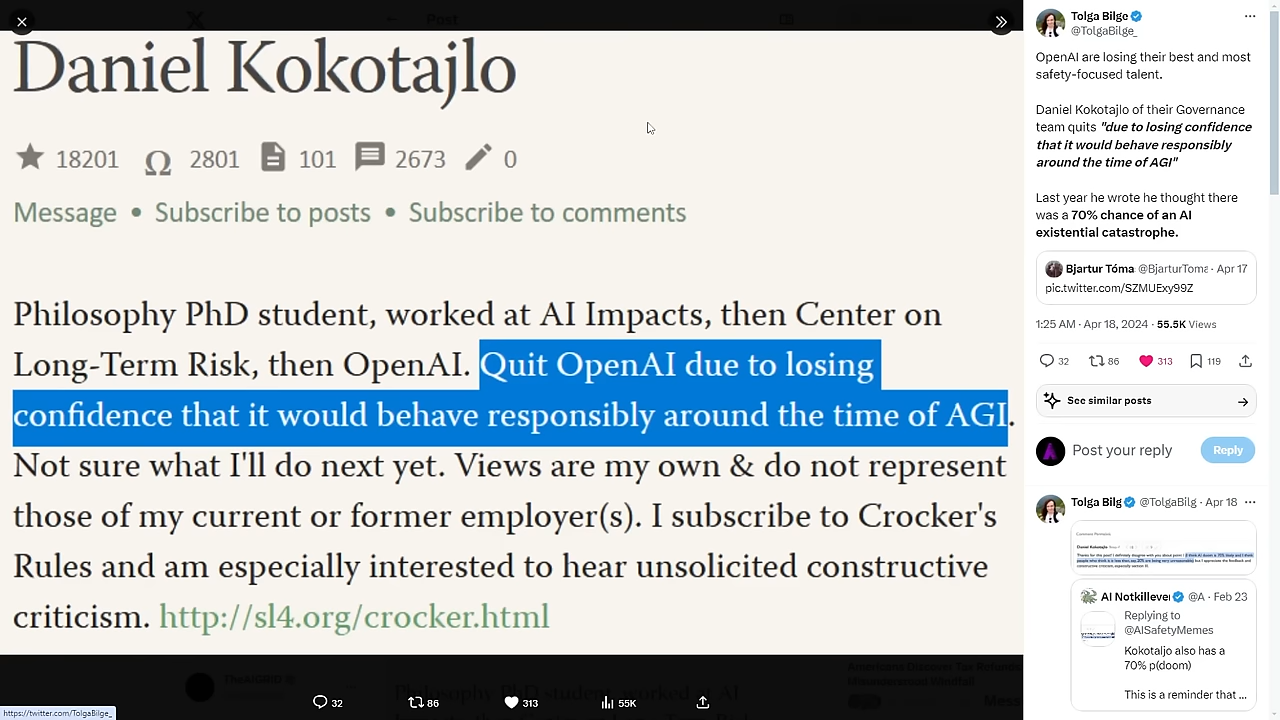 Post
Daniel Kokotajlo
18201 Ω 2801 101 2673 0
Message • Subscribe to posts • Subscribe to comments
Philosophy PhD student, worked at AI Impacts, then Center on
Long-Term Risk, then OpenAI. Quit OpenAI due to losing
confidence that it would behave responsibly around the time of AGI.
Not sure what I'll do next yet. Views are my own & do not represent
those of my current or former employer(s). I subscribe to Crocker's
Rules and am especially interested to hear unsolicited constructive
criticism. http://sl4.org/crocker.html
32 86 313 55K
https://twitter.com/TolgaBilge_
Tolga Bilge
@TolgaBilge_
OpenAI are losing their best and most
safety-focused talent.
Daniel Kokotajlo of their Governance
team quits "due to losing confidence
that it would behave responsibly
around the time of AGI"
Last year he wrote he thought there
was a 70% chance of an AI
existential catastrophe.
Bjartur Tóma @BjarturToma · Apr 17
pic.twitter.com/SZMUExy99Z
1:25 AM · Apr 18, 2024 · 55.5K Views
32 86 313 119
See similar posts
Post your reply
Reply
Tolga Bilg @TolgaBilg · Apr 18
Daniel Kokotajlo
AI Notkillever @A · Feb 23
Replying to
@AISafetyMemes
Kokotaljo also has a
70% p(doom)
This is a reminder that ...